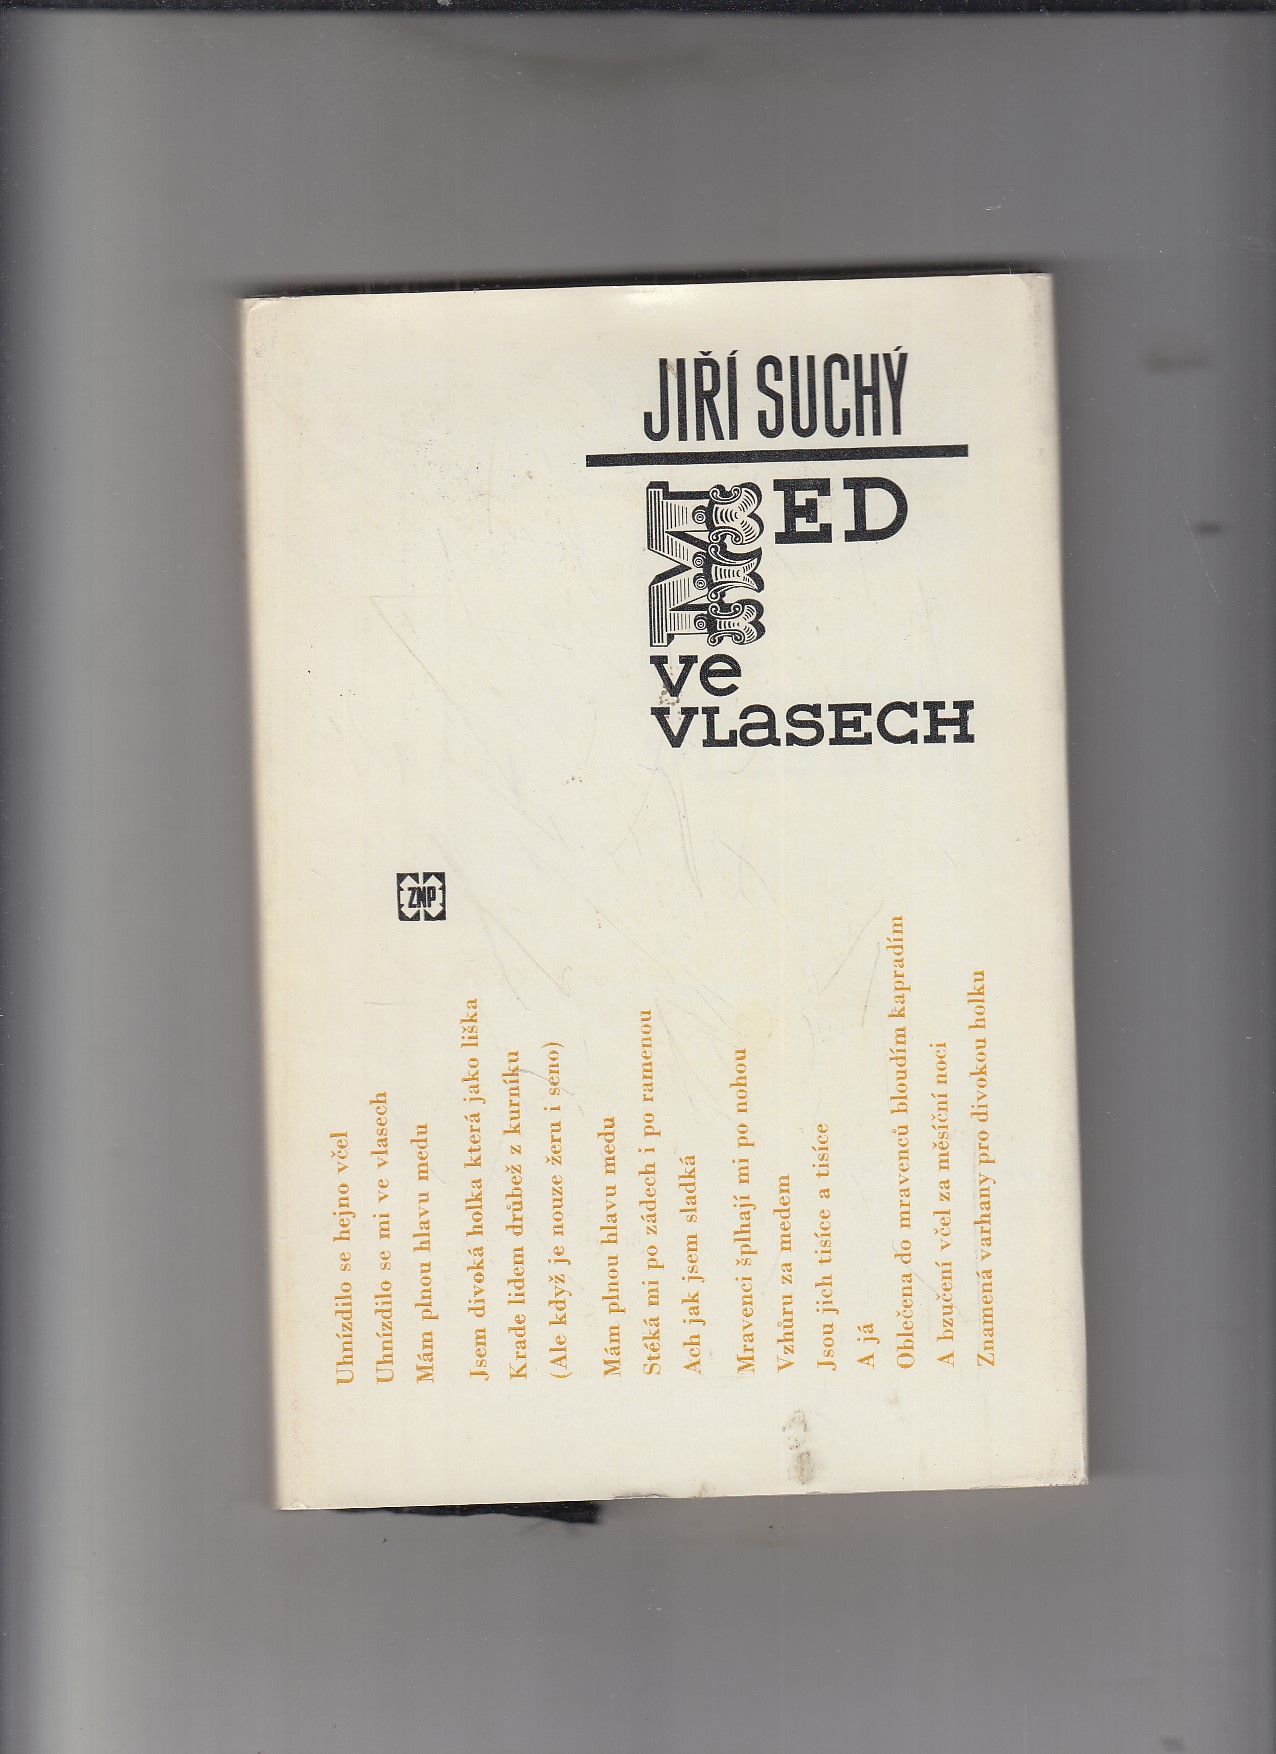 JIŘÍ SUCHÝ
MED
ve
VLaSECH
ZNP
Uhnízdilo se hejno včel
Uhnízdilo se mi ve vlasech
Mám plnou hlavu medu
Jsem divoká holka která jako liška
Krade lidem drůbež z kurníku
(Ale když je nouze žeru i seno)
Mám plnou hlavu medu
Stéká mi po zádech i po ramenou
Ach jak jsem sladká
Mravenci šplhají mi po nohou
Vzhůru za medem
Jsou jich tisíce a tisíce
A já
Oblečena do mravenců bloudím kapradím
A bzučení včel za měsíční noci
Znamená varhany pro divokou holku